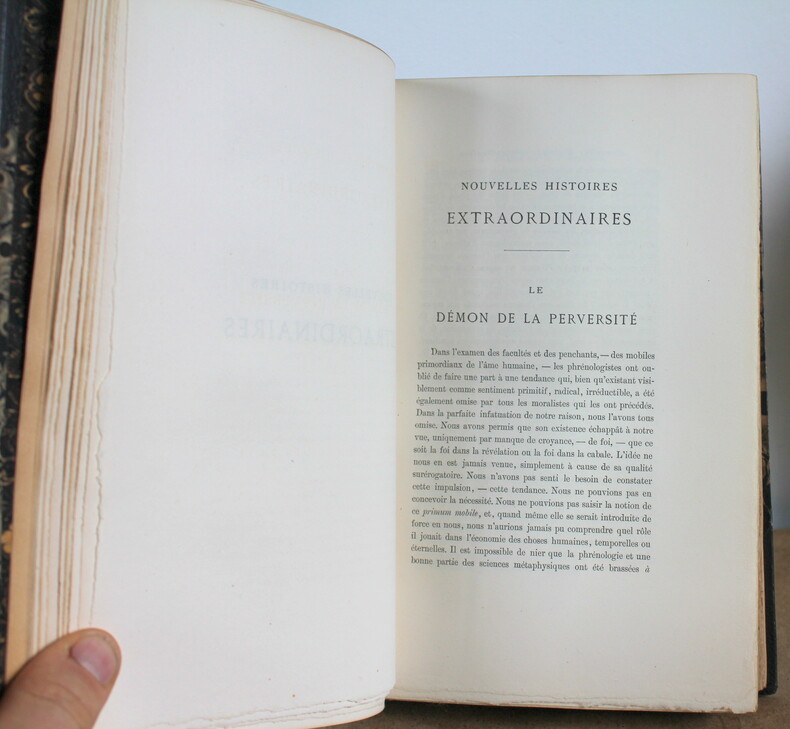 NOUVELLES HISTOIRES
EXTRAORDINAIRES
LE
DÉMON DE LA PERVERSITÉ
Dans l'examen des facultés et des penchants, — des mobiles
primordiaux de l'âme humaine, — les phrénologistes ont ou-
blié de faire une part à une tendance qui, bien qu'existant visi-
blement comme sentiment primitif, radical, irréductible, a été
également omise par tous les moralistes qui les ont précédés.
Dans la parfaite infatuation de notre raison, nous l'avons tous
omise. Nous avons permis que son existence échappât à notre
vue, uniquement par manque de croyance, — de foi, — que ce
soit la foi dans la révélation ou la foi dans la cabale. L'idée ne
nous en est jamais venue, simplement à cause de sa qualité
surérogatoire. Nous n'avons pas senti le besoin de constater
cette impulsion, — cette tendance. Nous ne pouvions pas en
concevoir la nécessité. Nous ne pouvions pas saisir la notion de
ce primum mobile, et, quand même elle se serait introduite de
force en nous, nous n'aurions jamais pu comprendre quel rôle
il jouait dans l'économie des choses humaines, temporelles ou
éternelles. Il est impossible de nier que la phrénologie et une
bonne partie des sciences métaphysiques ont été brassées à